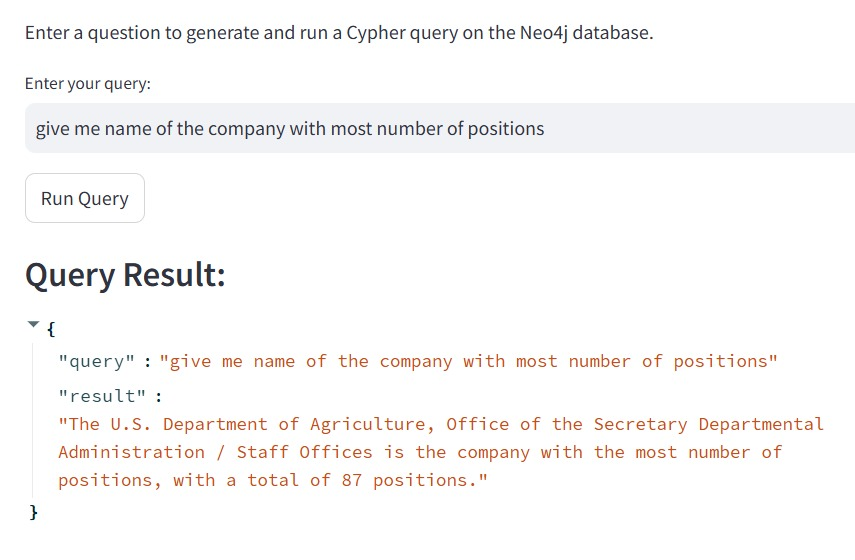 Enter a question to generate and run a Cypher query on the Neo4j database.
Enter your query:
give me name of the company with most number of positions
Run Query
Query Result:
{
"query" : "give me name of the company with most number of positions"
"result" :
"The U.S. Department of Agriculture, Office of the Secretary Departmental
Administration / Staff Offices is the company with the most number of
positions, with a total of 87 positions."
}